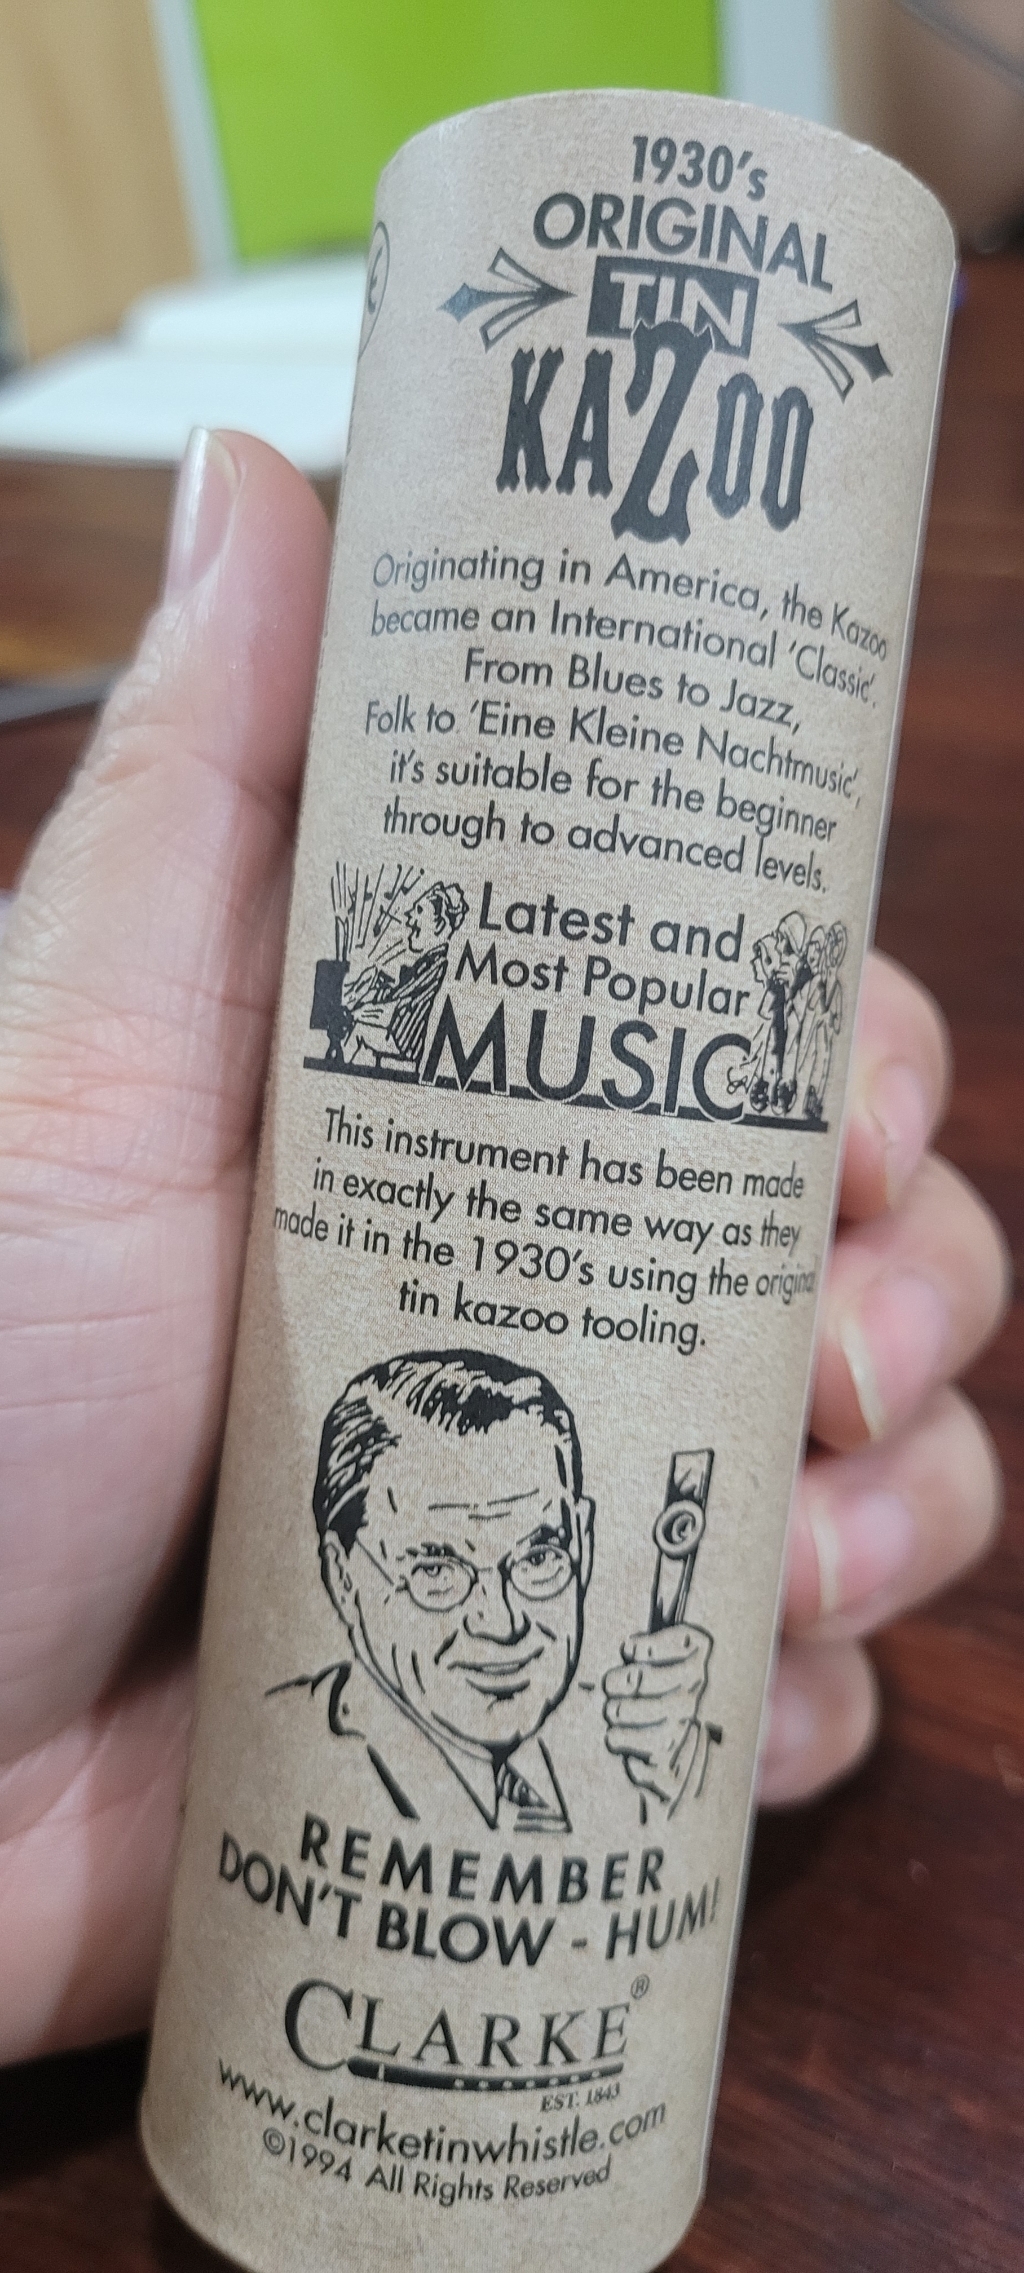 1930's
ORIGINAL
TIN
KAZOO
Originating in America, the Kazoo
became an International 'Classic'.
From Blues to Jazz,
Folk to 'Eine Kleine Nachtmusic',
it's suitable for the beginner
through to advanced levels.
Latest and
Most Popular
MUSIC
This instrument has been made
in exactly the same way as they
made it in the 1930's using the original
tin kazoo tooling.
REMEMBER
DON'T BLOW - HUM!
CLARKE®
EST. 1843
www.clarketinwhistle.com
©1994 All Rights Reserved